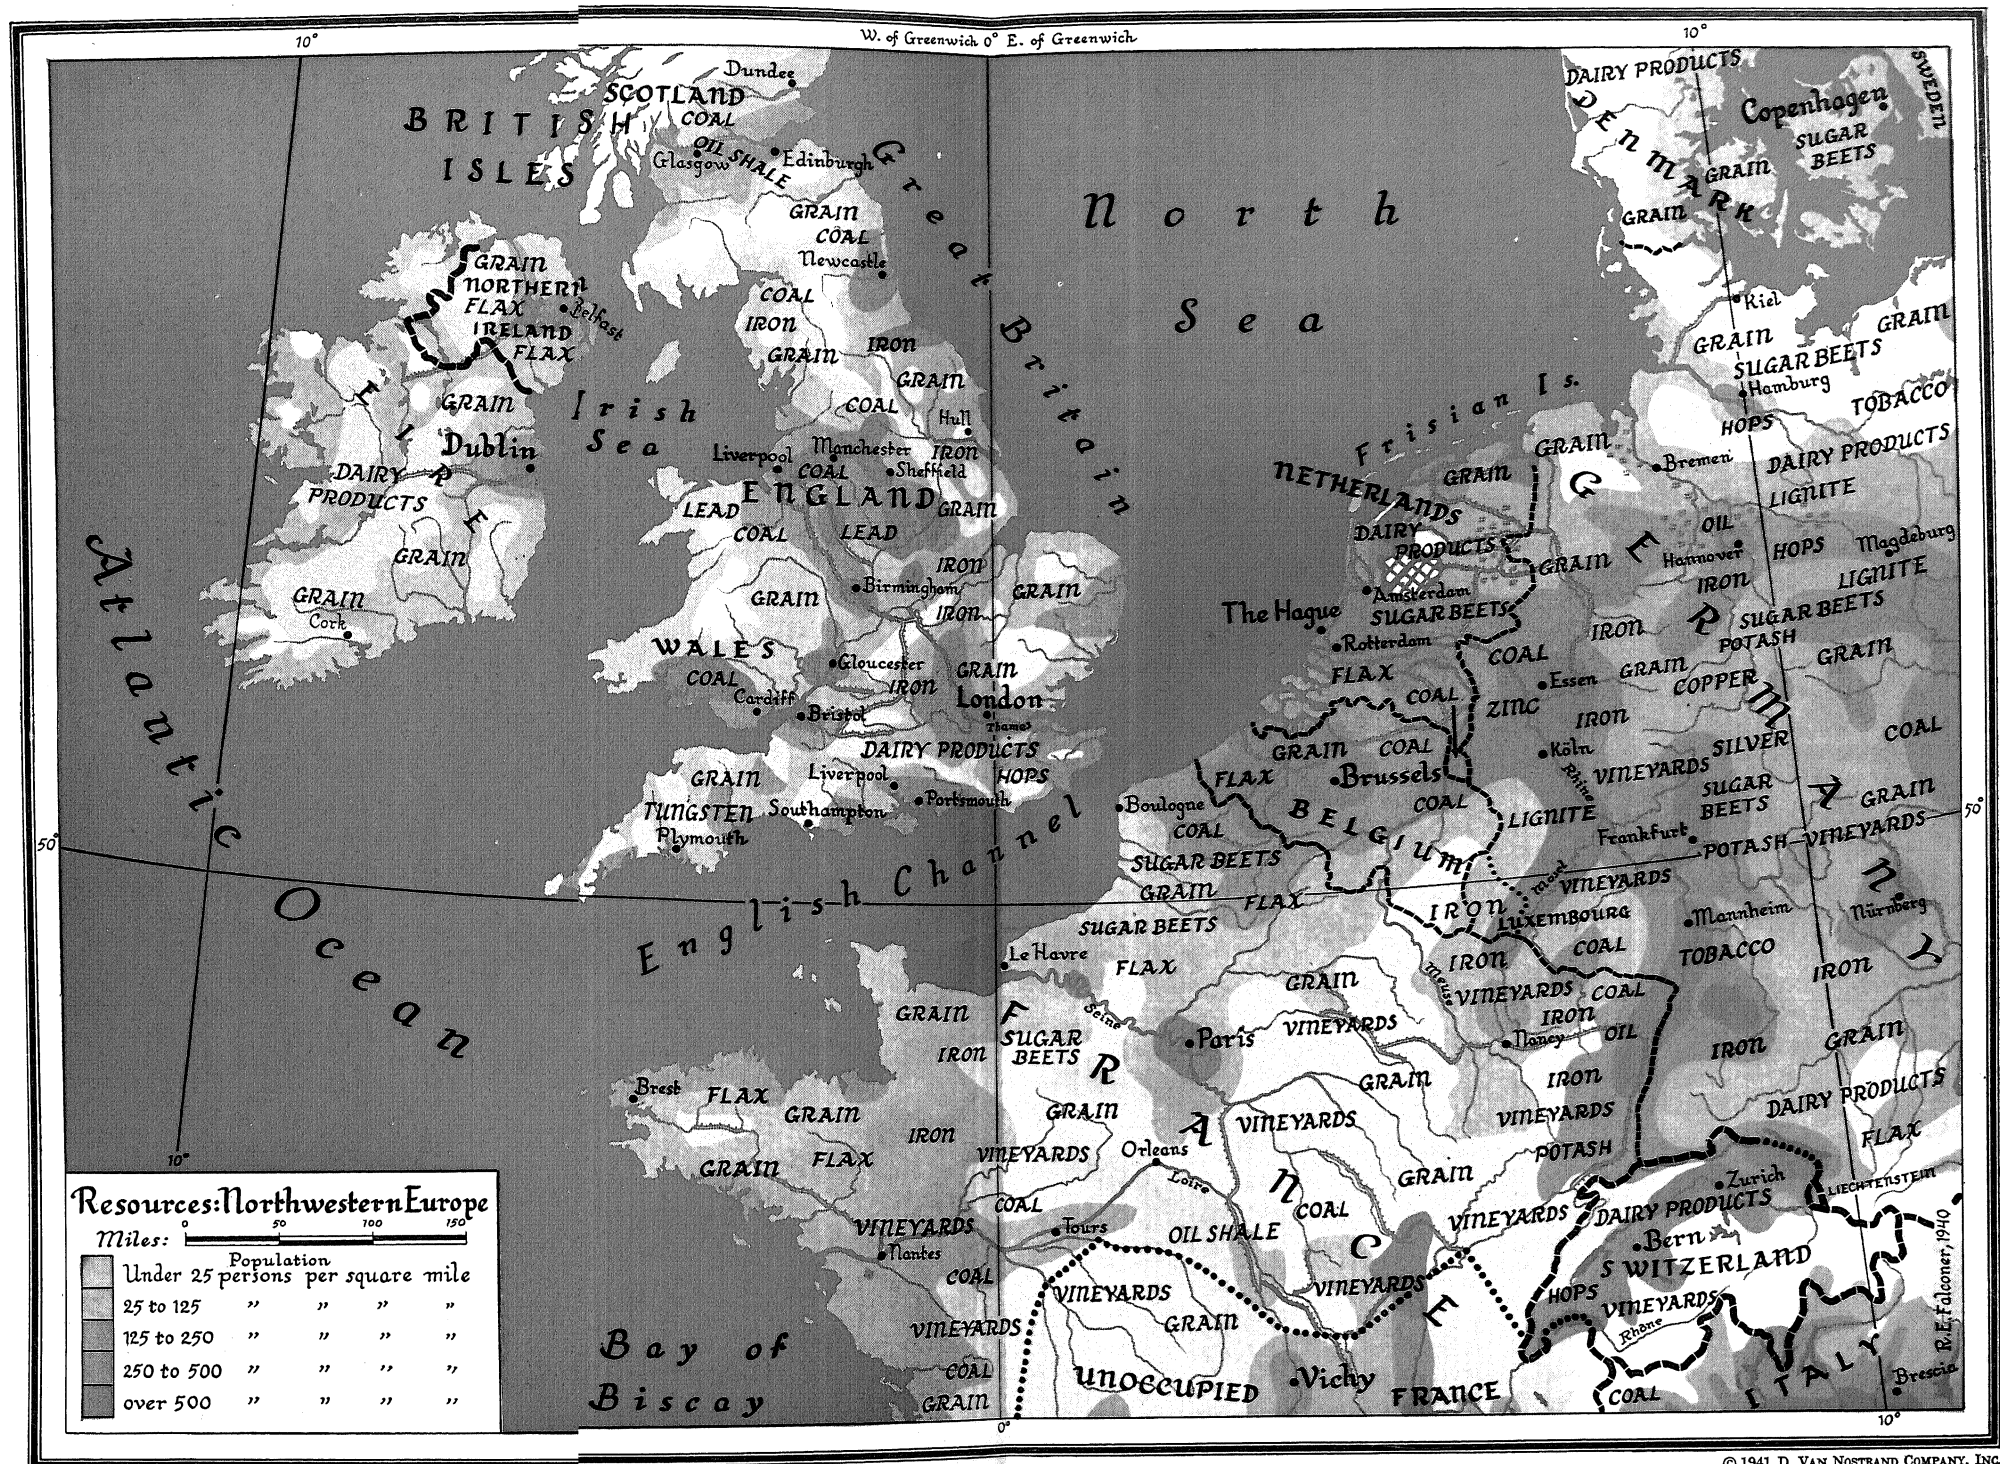 10°
W. of Greenwich 0° E. of Greenwich
10°
BRITISH
ISLES
SCOTLAND
Dundee
COAL
OIL SHALE
Glasgow
Edinburgh
GRAIN
COAL
Newcastle
Great Britain
North
Sea
DAIRY PRODUCTS
DENMARK
Copenhagen
SWEDEN
SUGAR
BEETS
GRAIN
GRAIN
GRAIN
NORTHERN
FLAX
Belfast
IRELAND
FLAX
EIRE
GRAIN
Dublin
DAIRY
PRODUCTS
GRAIN
GRAIN
Cork
Irish
Sea
COAL
IRON
GRAIN
IRON
GRAIN
COAL
Hull
Liverpool
Manchester
IRON
COAL
Sheffield
ENGLAND
LEAD
GRAIN
COAL
LEAD
IRON
Birmingham
GRAIN
GRAIN
IRON
WALES
Gloucester
GRAIN
COAL
IRON
Cardiff
London
Bristol
Thames
DAIRY PRODUCTS
GRAIN
Liverpool
HOPS
TUNGSTEN
Southampton
Portsmouth
Plymouth
English Channel
Atlantic
Ocean
50°
Kiel
GRAIN
GRAIN
SUGAR BEETS
Hamburg
TOBACCO
HOPS
Frisian Is.
GRAIN
Bremen
DAIRY PRODUCTS
NETHERLANDS
GRAIN
LIGNITE
GERMANY
DAIRY
PRODUCTS
OIL
Hannover
HOPS
Magdeburg
GRAIN
IRON
LIGNITE
Amsterdam
The Hague
SUGAR BEETS
SUGAR BEETS
Rotterdam
IRON
POTASH
FLAX
COAL
GRAIN
GRAIN
COAL
Essen
COPPER
ZINC
IRON
COAL
GRAIN
COAL
Köln
SILVER
FLAX
Brussels
Rhine
VINEYARDS
SUGAR
BEETS
GRAIN
BELGIUM
COAL
LIGNITE
Frankfurt
50°
POTASH
VINEYARDS
VINEYARDS
Boulogne
COAL
SUGAR BEETS
GRAIN
FLAX
IRON
LUXEMBOURG
Mannheim
Nürnberg
SUGAR BEETS
COAL
TOBACCO
IRON
Le Havre
FLAX
IRON
Meuse
GRAIN
VINEYARDS
COAL
GRAIN
FRANCE
SUGAR
BEETS
Seine
Paris
VINEYARDS
IRON
Nancy
OIL
IRON
GRAIN
IRON
GRAIN
IRON
DAIRY PRODUCTS
Brest
FLAX
GRAIN
GRAIN
VINEYARDS
VINEYARDS
FLAX
IRON
VINEYARDS
Orleans
POTASH
GRAIN
FLAX
Loire
GRAIN
Zurich
LIECHTENSTEIN
COAL
COAL
VINEYARDS
DAIRY PRODUCTS
VINEYARDS
Tours
OIL SHALE
Bern
Nantes
SWITZERLAND
COAL
VINEYARDS
VINEYARDS
HOPS
VINEYARDS
VINEYARDS
GRAIN
Rhône
Bay of
Biscay
COAL
GRAIN
UNOCCUPIED
Vichy
FRANCE
COAL
ITALY
Brescia
R.E. Falconer, 1940
10°
Resources: Northwestern Europe
Miles: 0 50 100 150
Population
Under 25 persons per square mile
25 to 125 " " " "
125 to 250 " " " "
250 to 500 " " " "
over 500 " " " "
0°
10°
© 1941 D. VAN NOSTRAND COMPANY, INC.